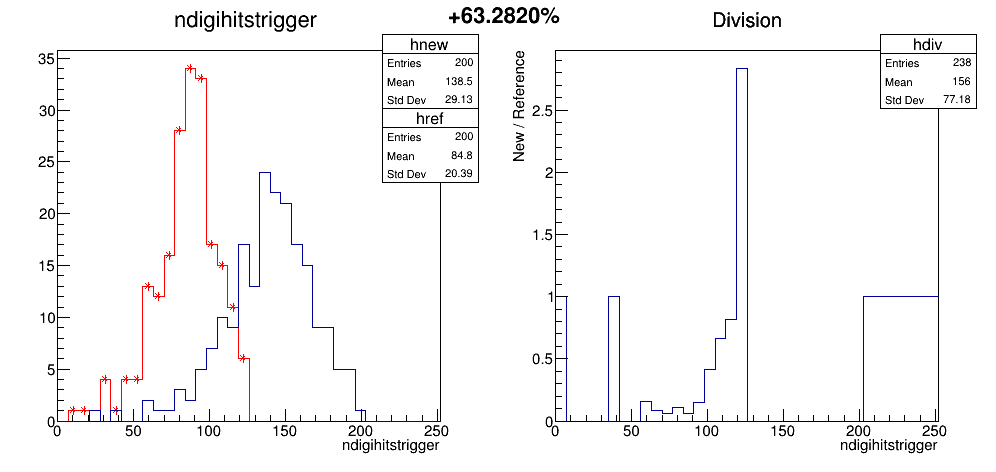 ndigihitstrigger
+63.2820%
Division
hnew
Entries 200
Mean 138.5
Std Dev 29.13
href
Entries 200
Mean 84.8
Std Dev 20.39
35
30
25
20
15
10
5
0
0 50 100 150 200 250
ndigihitstrigger
hdiv
Entries 238
Mean 156
Std Dev 77.18
New / Reference
2.5
2
1.5
1
0.5
0
0 50 100 150 200 250
ndigihitstrigger